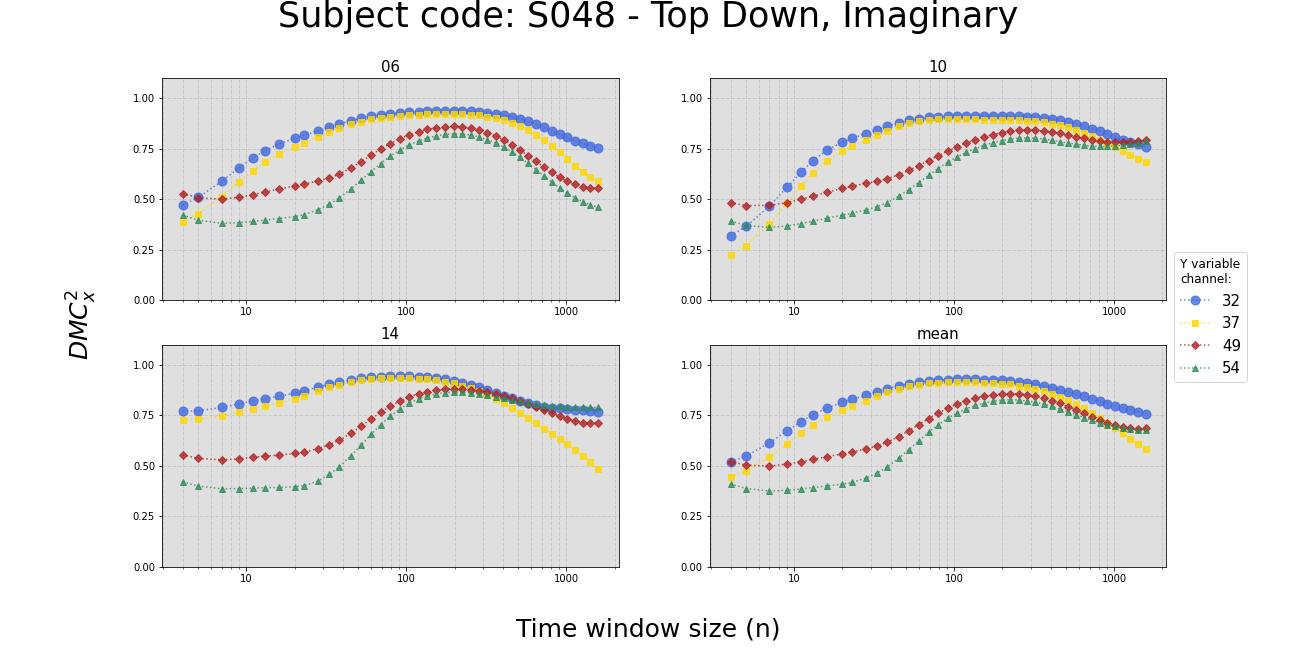 Subject code: S048 - Top Down, Imaginary
06
1.00
0.75
0.50
0.25
0.00
10 100 1000
10
1.00
0.75
0.50
0.25
0.00
10 100 1000
14
1.00
0.75
0.50
0.25
0.00
10 100 1000
mean
1.00
0.75
0.50
0.25
0.00
10 100 1000
DMC²ₓ
Y variable
channel:
32
37
49
54
Time window size (n)